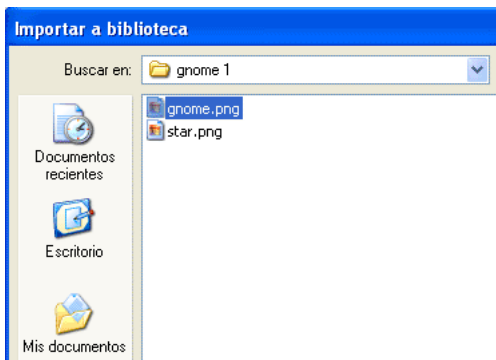 Importar a biblioteca
Buscar en: gnome 1
gnome.png
star.png
Documentos
recientes
Escritorio
Mis documentos